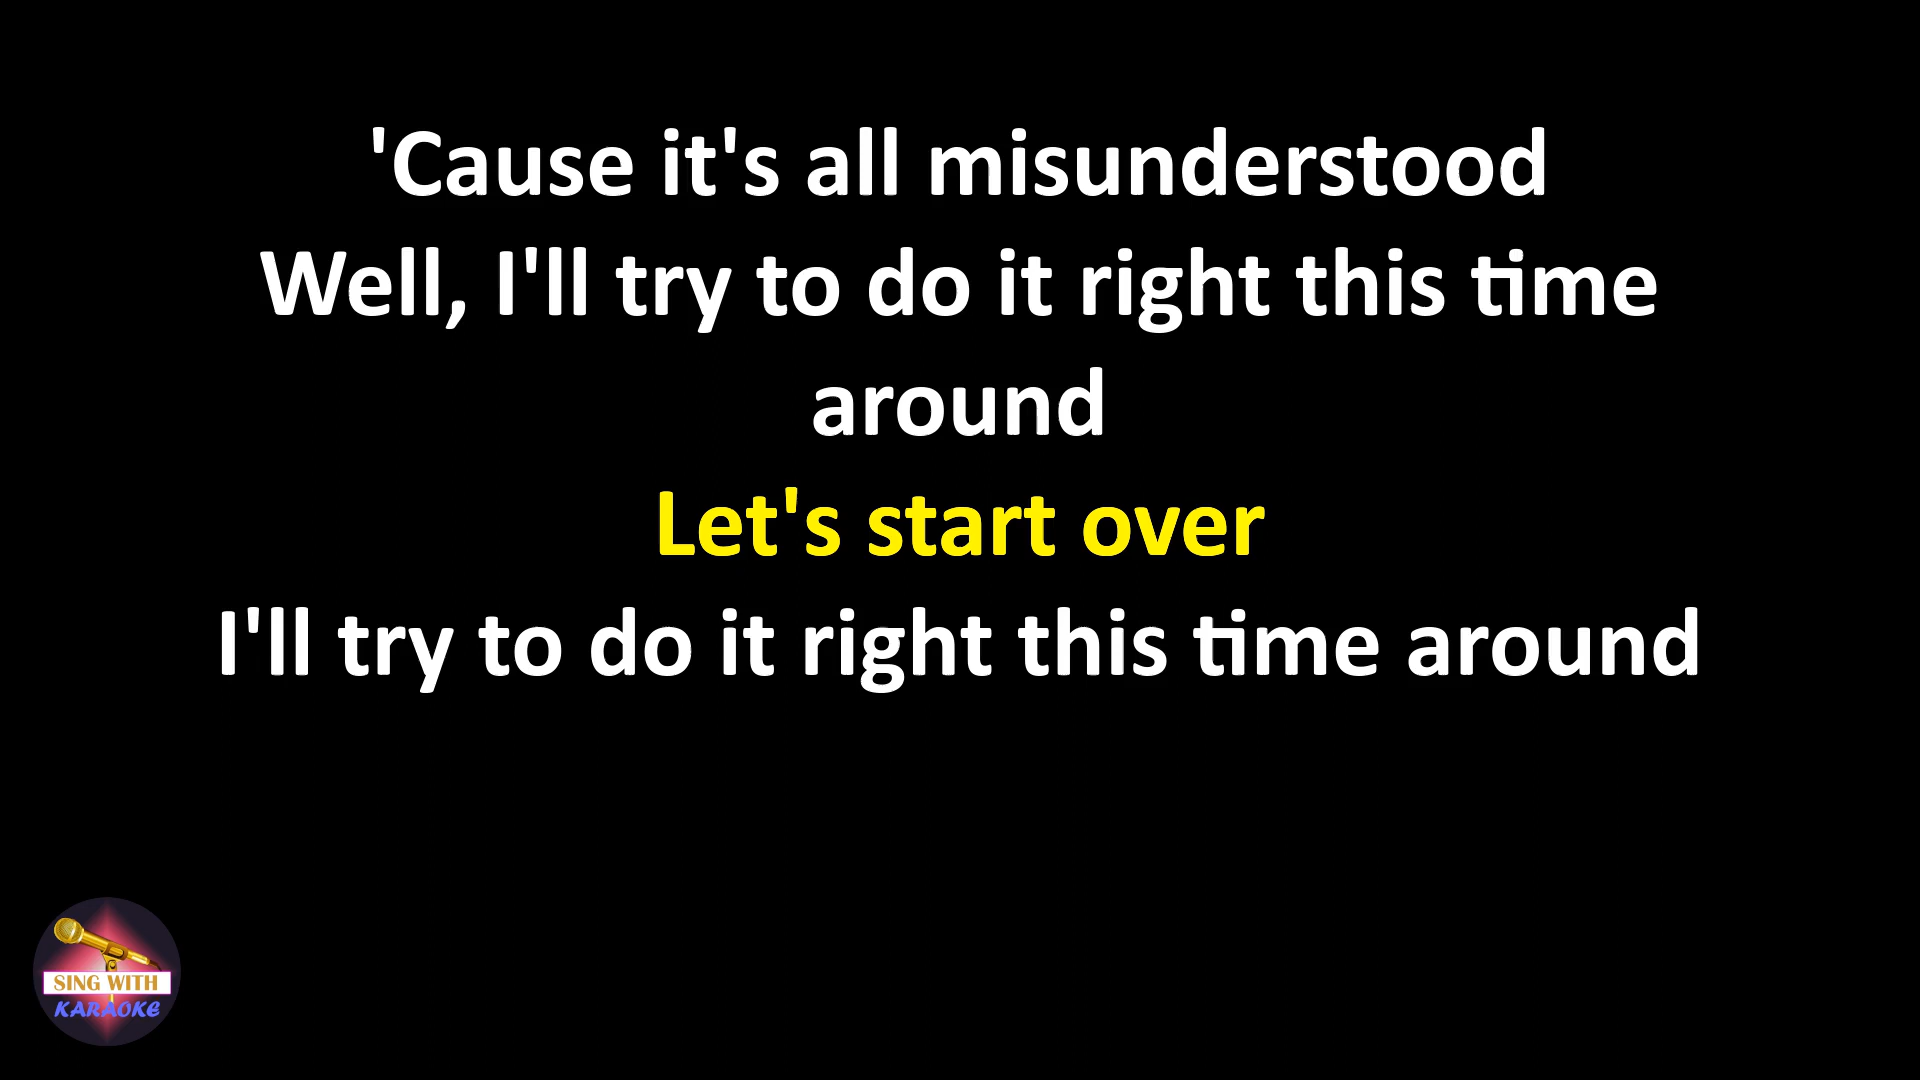 'Cause it's all misunderstood
Well, I'll try to do it right this time
around
Let's start over
I'll try to do it right this time around
SING WITH
KARAOKE